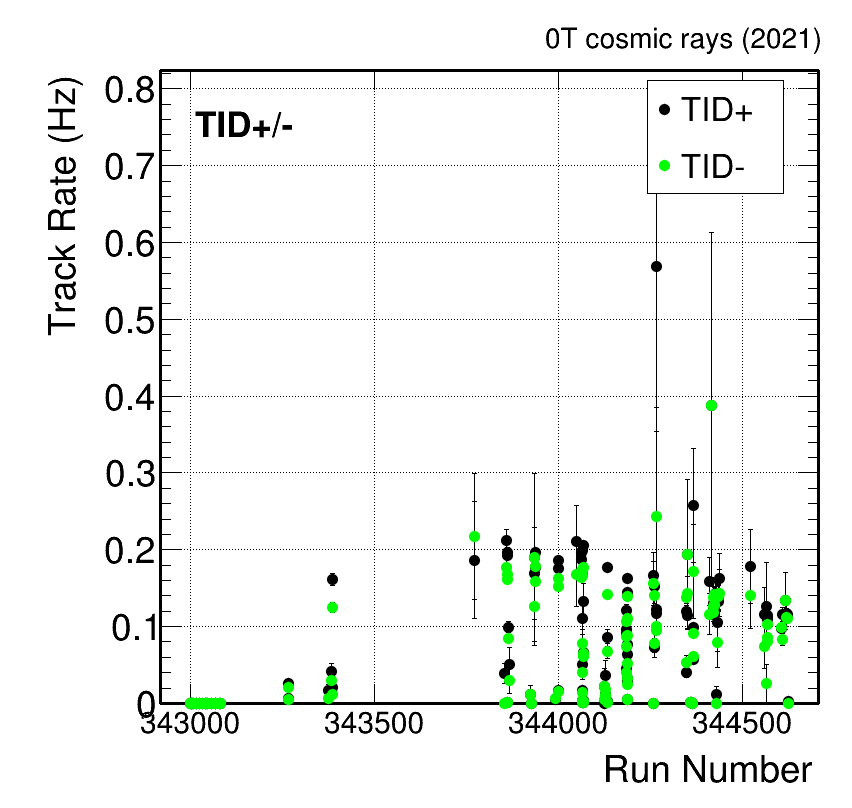 0T cosmic rays (2021)
Track Rate (Hz)
TID+/-
TID+
TID-
0.8
0.7
0.6
0.5
0.4
0.3
0.2
0.1
0
343000 343500 344000 344500
Run Number